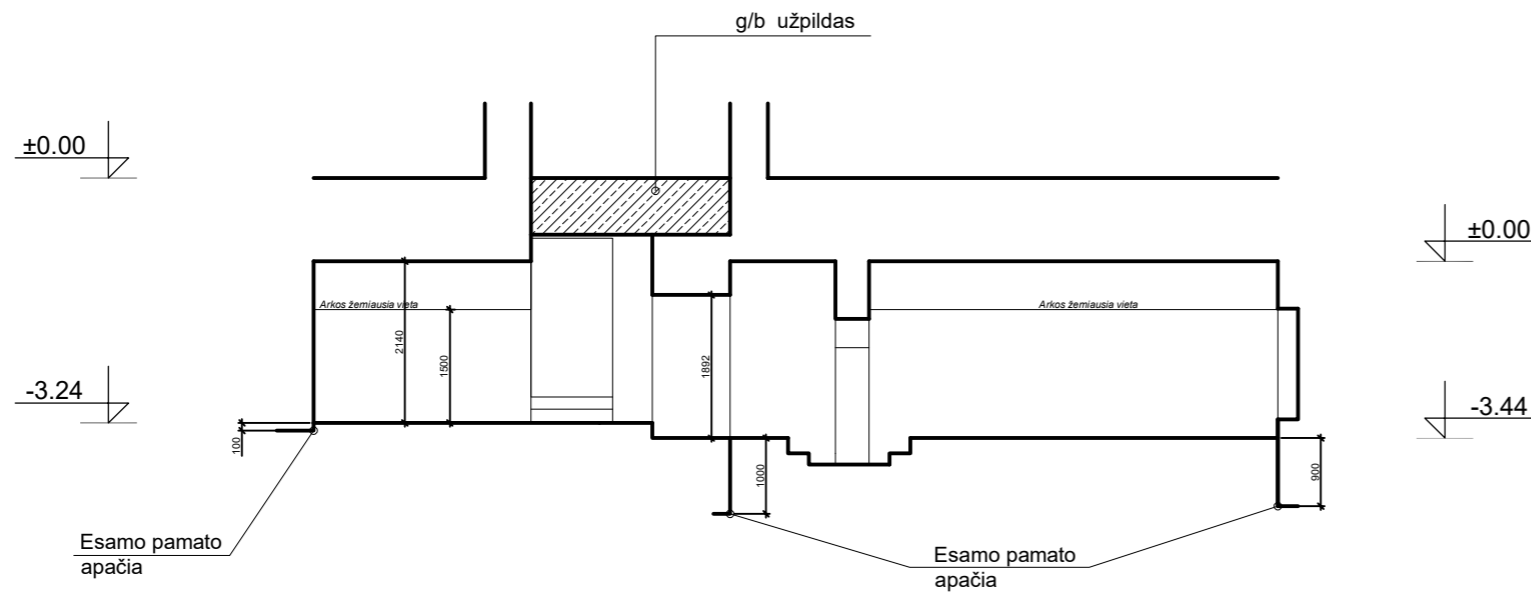 g/b užpildas
±0.00
±0.00
Arkos žemiausia vieta
Arkos žemiausia vieta
2140
1500
1892
-3.24
-3.44
100
1000
900
Esamo pamato
apačia
Esamo pamato
apačia